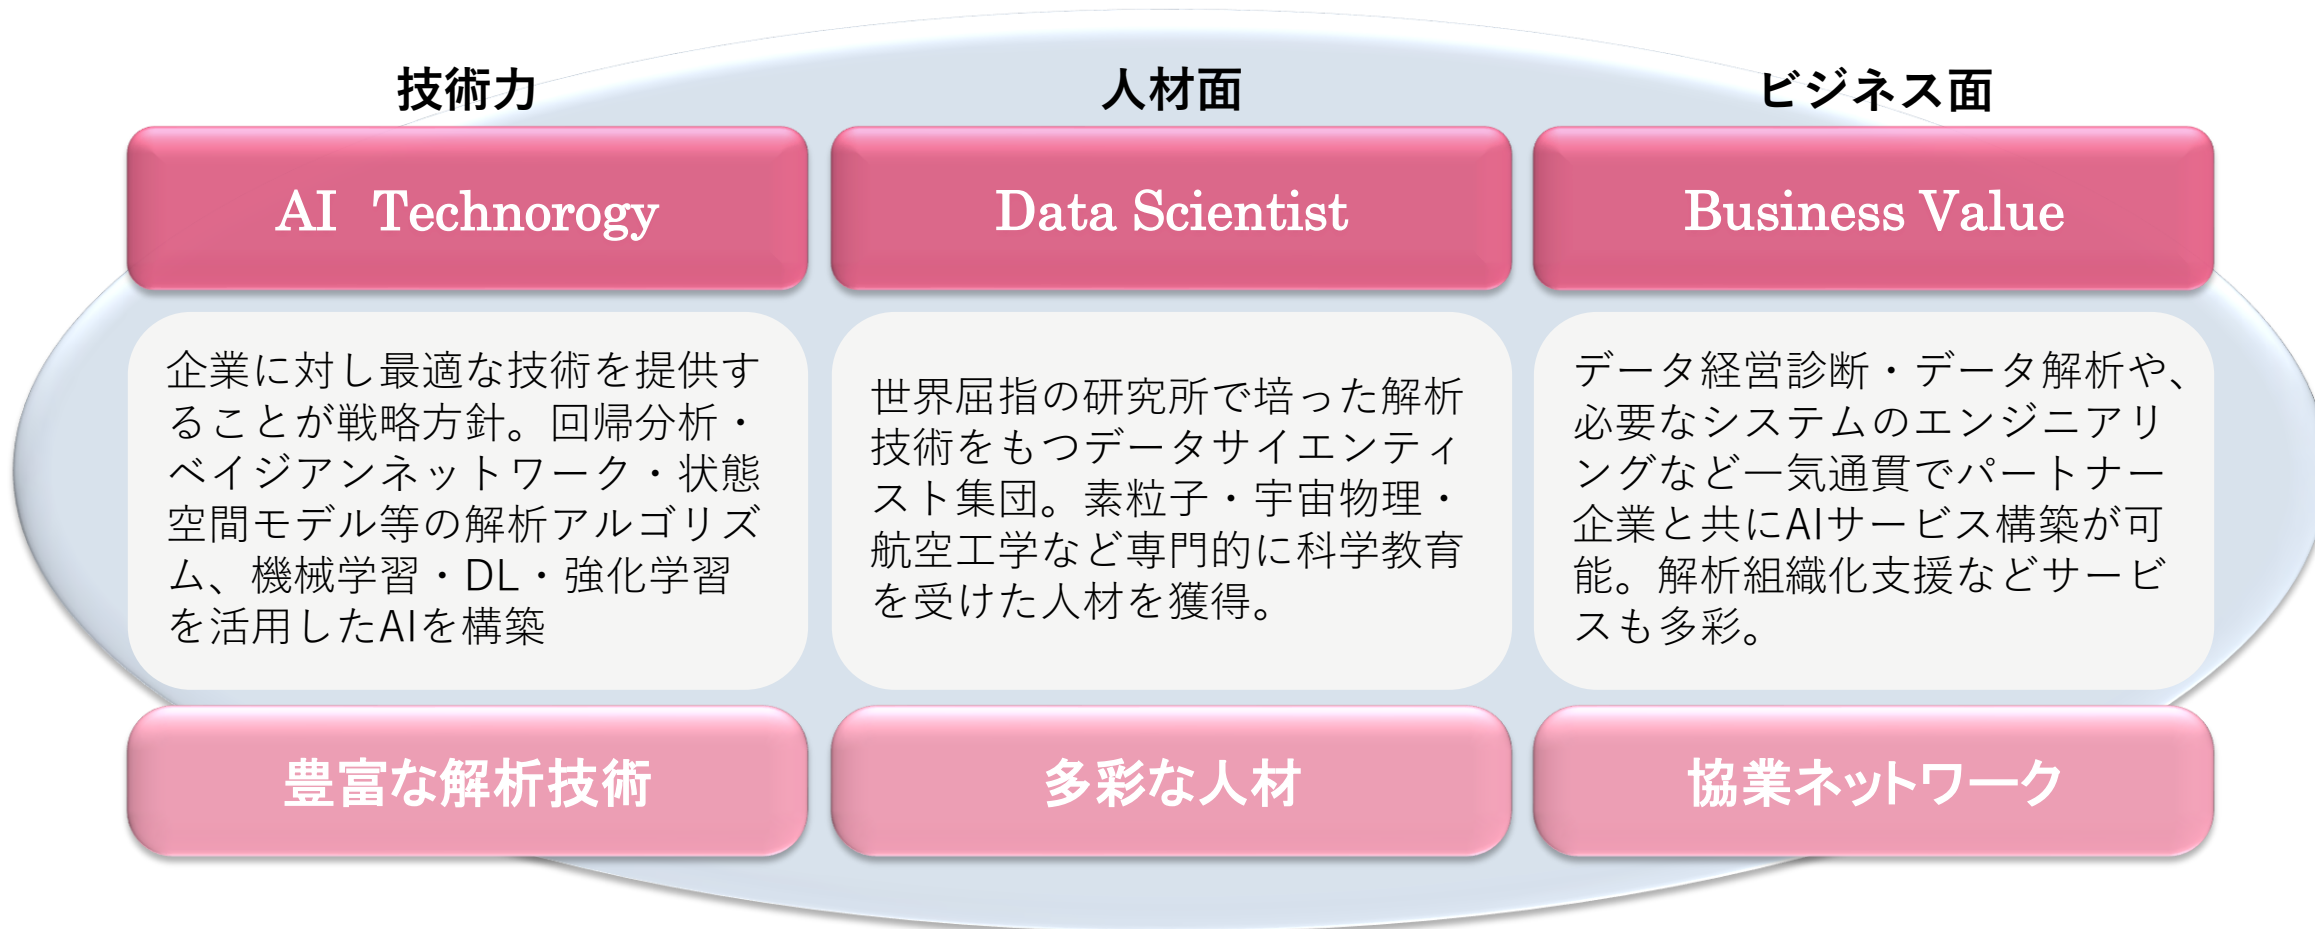 技術力
AI　Technorogy
企業に対し最適な技術を提供す
ることが戦略方針。回帰分析・
ベイジアンネットワーク・状態
空間モデル等の解析アルゴリズ
ム、機械学習・DL・強化学習
を活用したAIを構築
豊富な解析技術
人材面
Data Scientist
世界屈指の研究所で培った解析
技術をもつデータサイエンティ
スト集団。素粒子・宇宙物理・
航空工学など専門的に科学教育
を受けた人材を獲得。
多彩な人材
ビジネス面
Business Value
データ経営診断・データ解析や、
必要なシステムのエンジニアリ
ングなど一気通貫でパートナー
企業と共にAIサービス構築が可
能。解析組織化支援などサービ
スも多彩。
協業ネットワーク